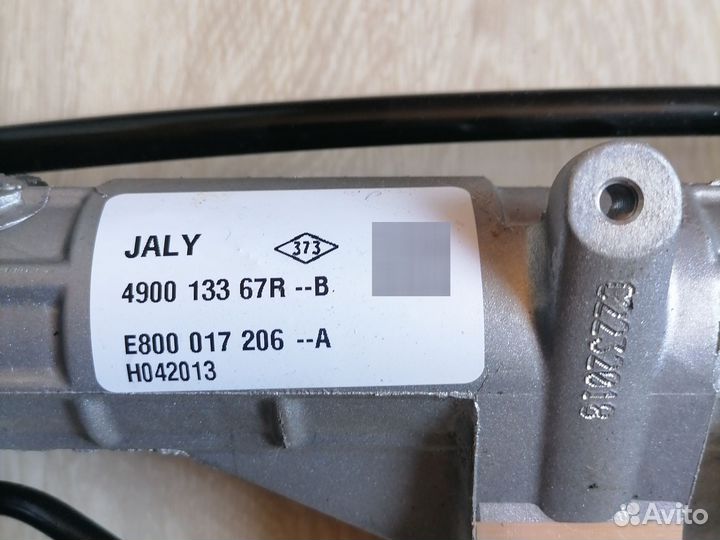 JALY
373
4900 133 67R --B
E800 017 206 --A
H042013
Avito